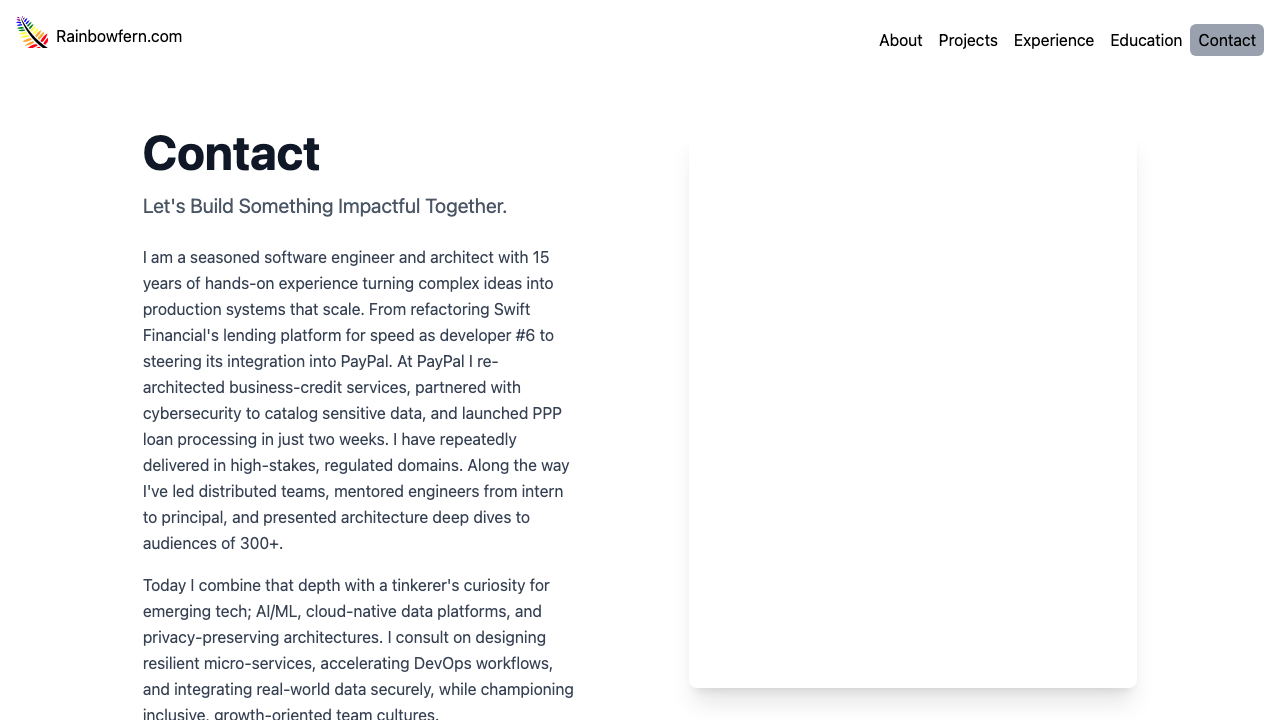 Rainbowfern.com
About Projects Experience Education Contact
Contact
Let's Build Something Impactful Together.
I am a seasoned software engineer and architect with 15
years of hands-on experience turning complex ideas into
production systems that scale. From refactoring Swift
Financial's lending platform for speed as developer #6 to
steering its integration into PayPal. At PayPal I re-
architected business-credit services, partnered with
cybersecurity to catalog sensitive data, and launched PPP
loan processing in just two weeks. I have repeatedly
delivered in high-stakes, regulated domains. Along the way
I've led distributed teams, mentored engineers from intern
to principal, and presented architecture deep dives to
audiences of 300+.
Today I combine that depth with a tinkerer's curiosity for
emerging tech; AI/ML, cloud-native data platforms, and
privacy-preserving architectures. I consult on designing
resilient micro-services, accelerating DevOps workflows,
and integrating real-world data securely, while championing
inclusive, growth-oriented team cultures.